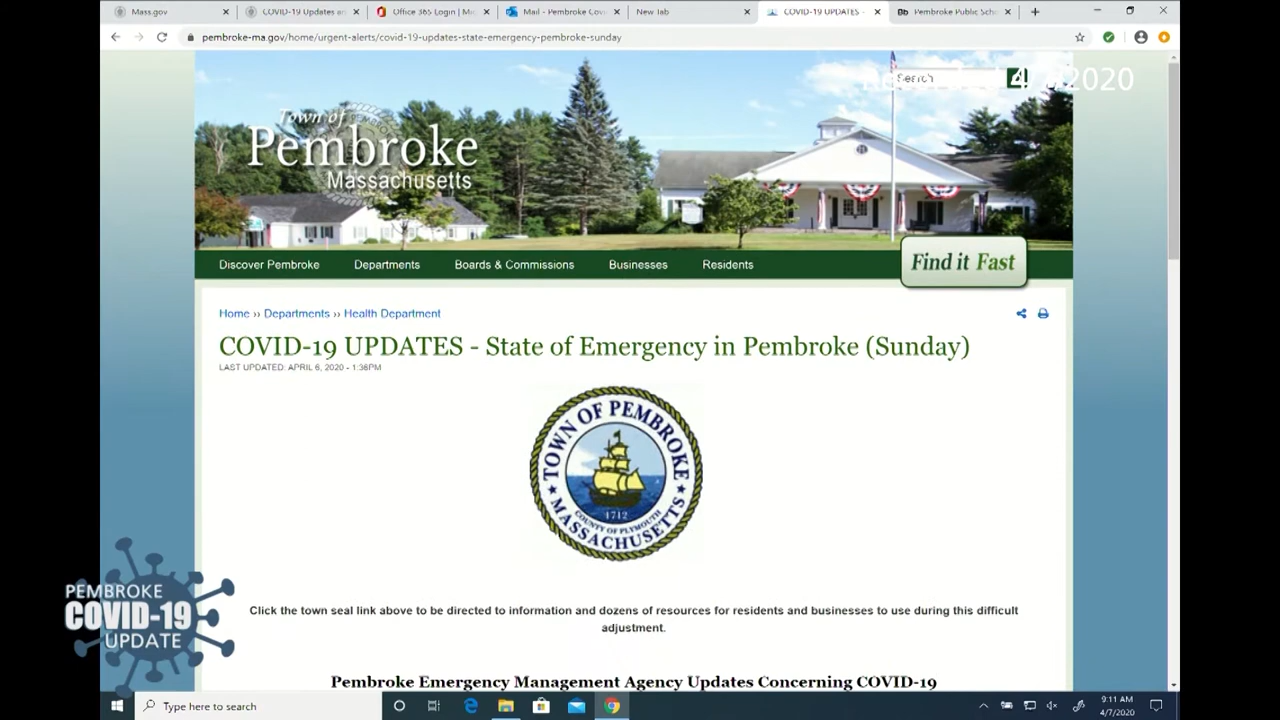 Mass.gov
COVID-19 Updates an
Office 365 Login | Mi
Mail - Pembroke Covi
New Tab
COVID-19 UPDATES -
Pembroke Public Sch
pembroke-ma.gov/home/urgent-alerts/covid-19-updates-state-emergency-pembroke-sunday
Search
2020
Town of
Pembroke
Massachusetts
Discover Pembroke Departments Boards & Commissions Businesses Residents
Find it Fast
Home ›› Departments ›› Health Department
COVID-19 UPDATES - State of Emergency in Pembroke (Sunday)
LAST UPDATED: APRIL 6, 2020 - 1:36PM
TOWN OF PEMBROKE
MASSACHUSETTS
COUNTY OF PLYMOUTH
1712
Click the town seal link above to be directed to information and dozens of resources for residents and businesses to use during this difficult
adjustment.
Pembroke Emergency Management Agency Updates Concerning COVID-19
PEMBROKE
COVID-19
UPDATE
Type here to search
9:11 AM
4/7/2020